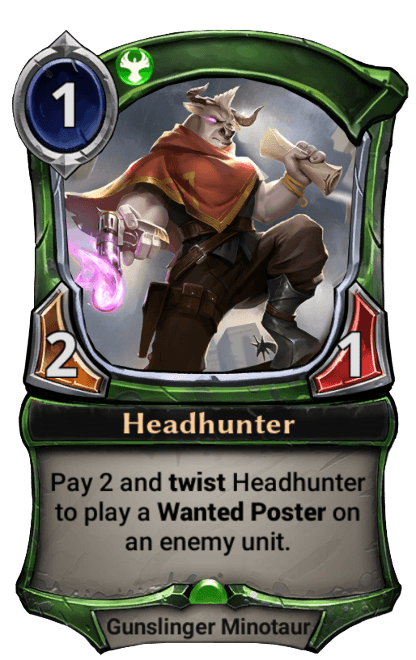 1
2
1
Headhunter
Pay 2 and twist Headhunter
to play a Wanted Poster on
an enemy unit.
Gunslinger Minotaur